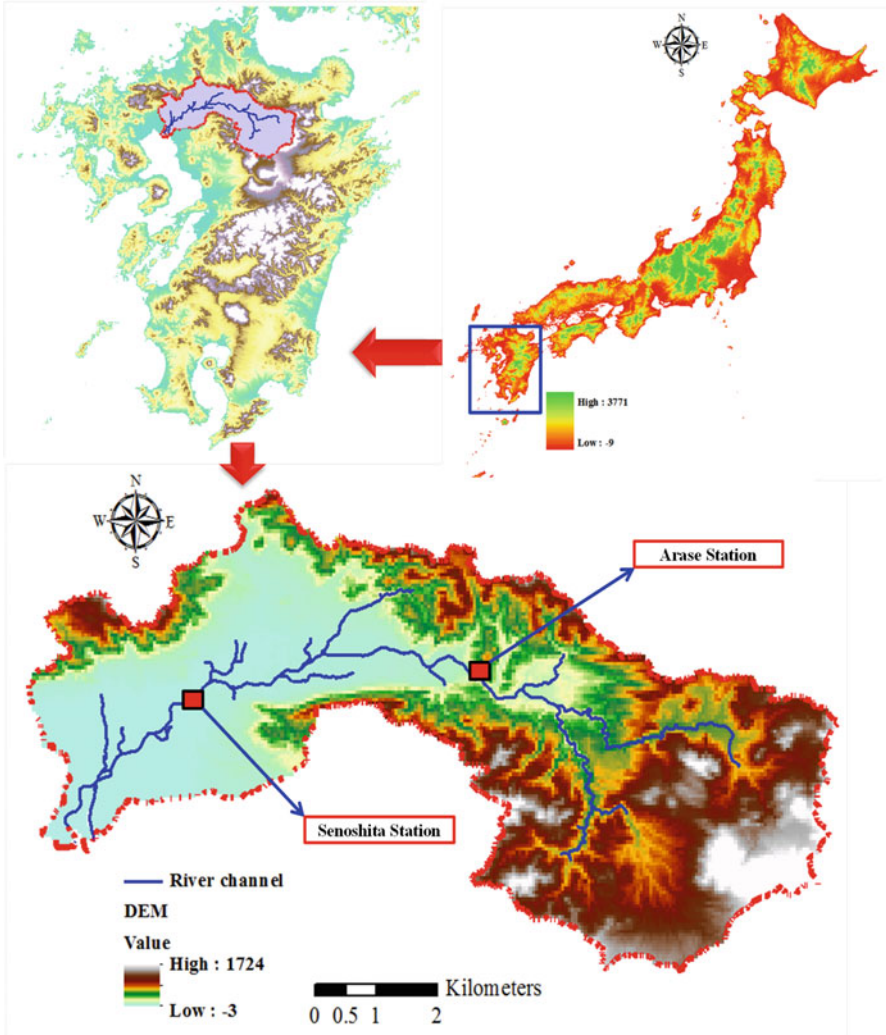 N
W E
S
High : 3771
Low : -9
N
W E
S
Arase Station
Senoshita Station
River channel
DEM
Value
High : 1724
Low : -3
Kilometers
0 0.5 1 2